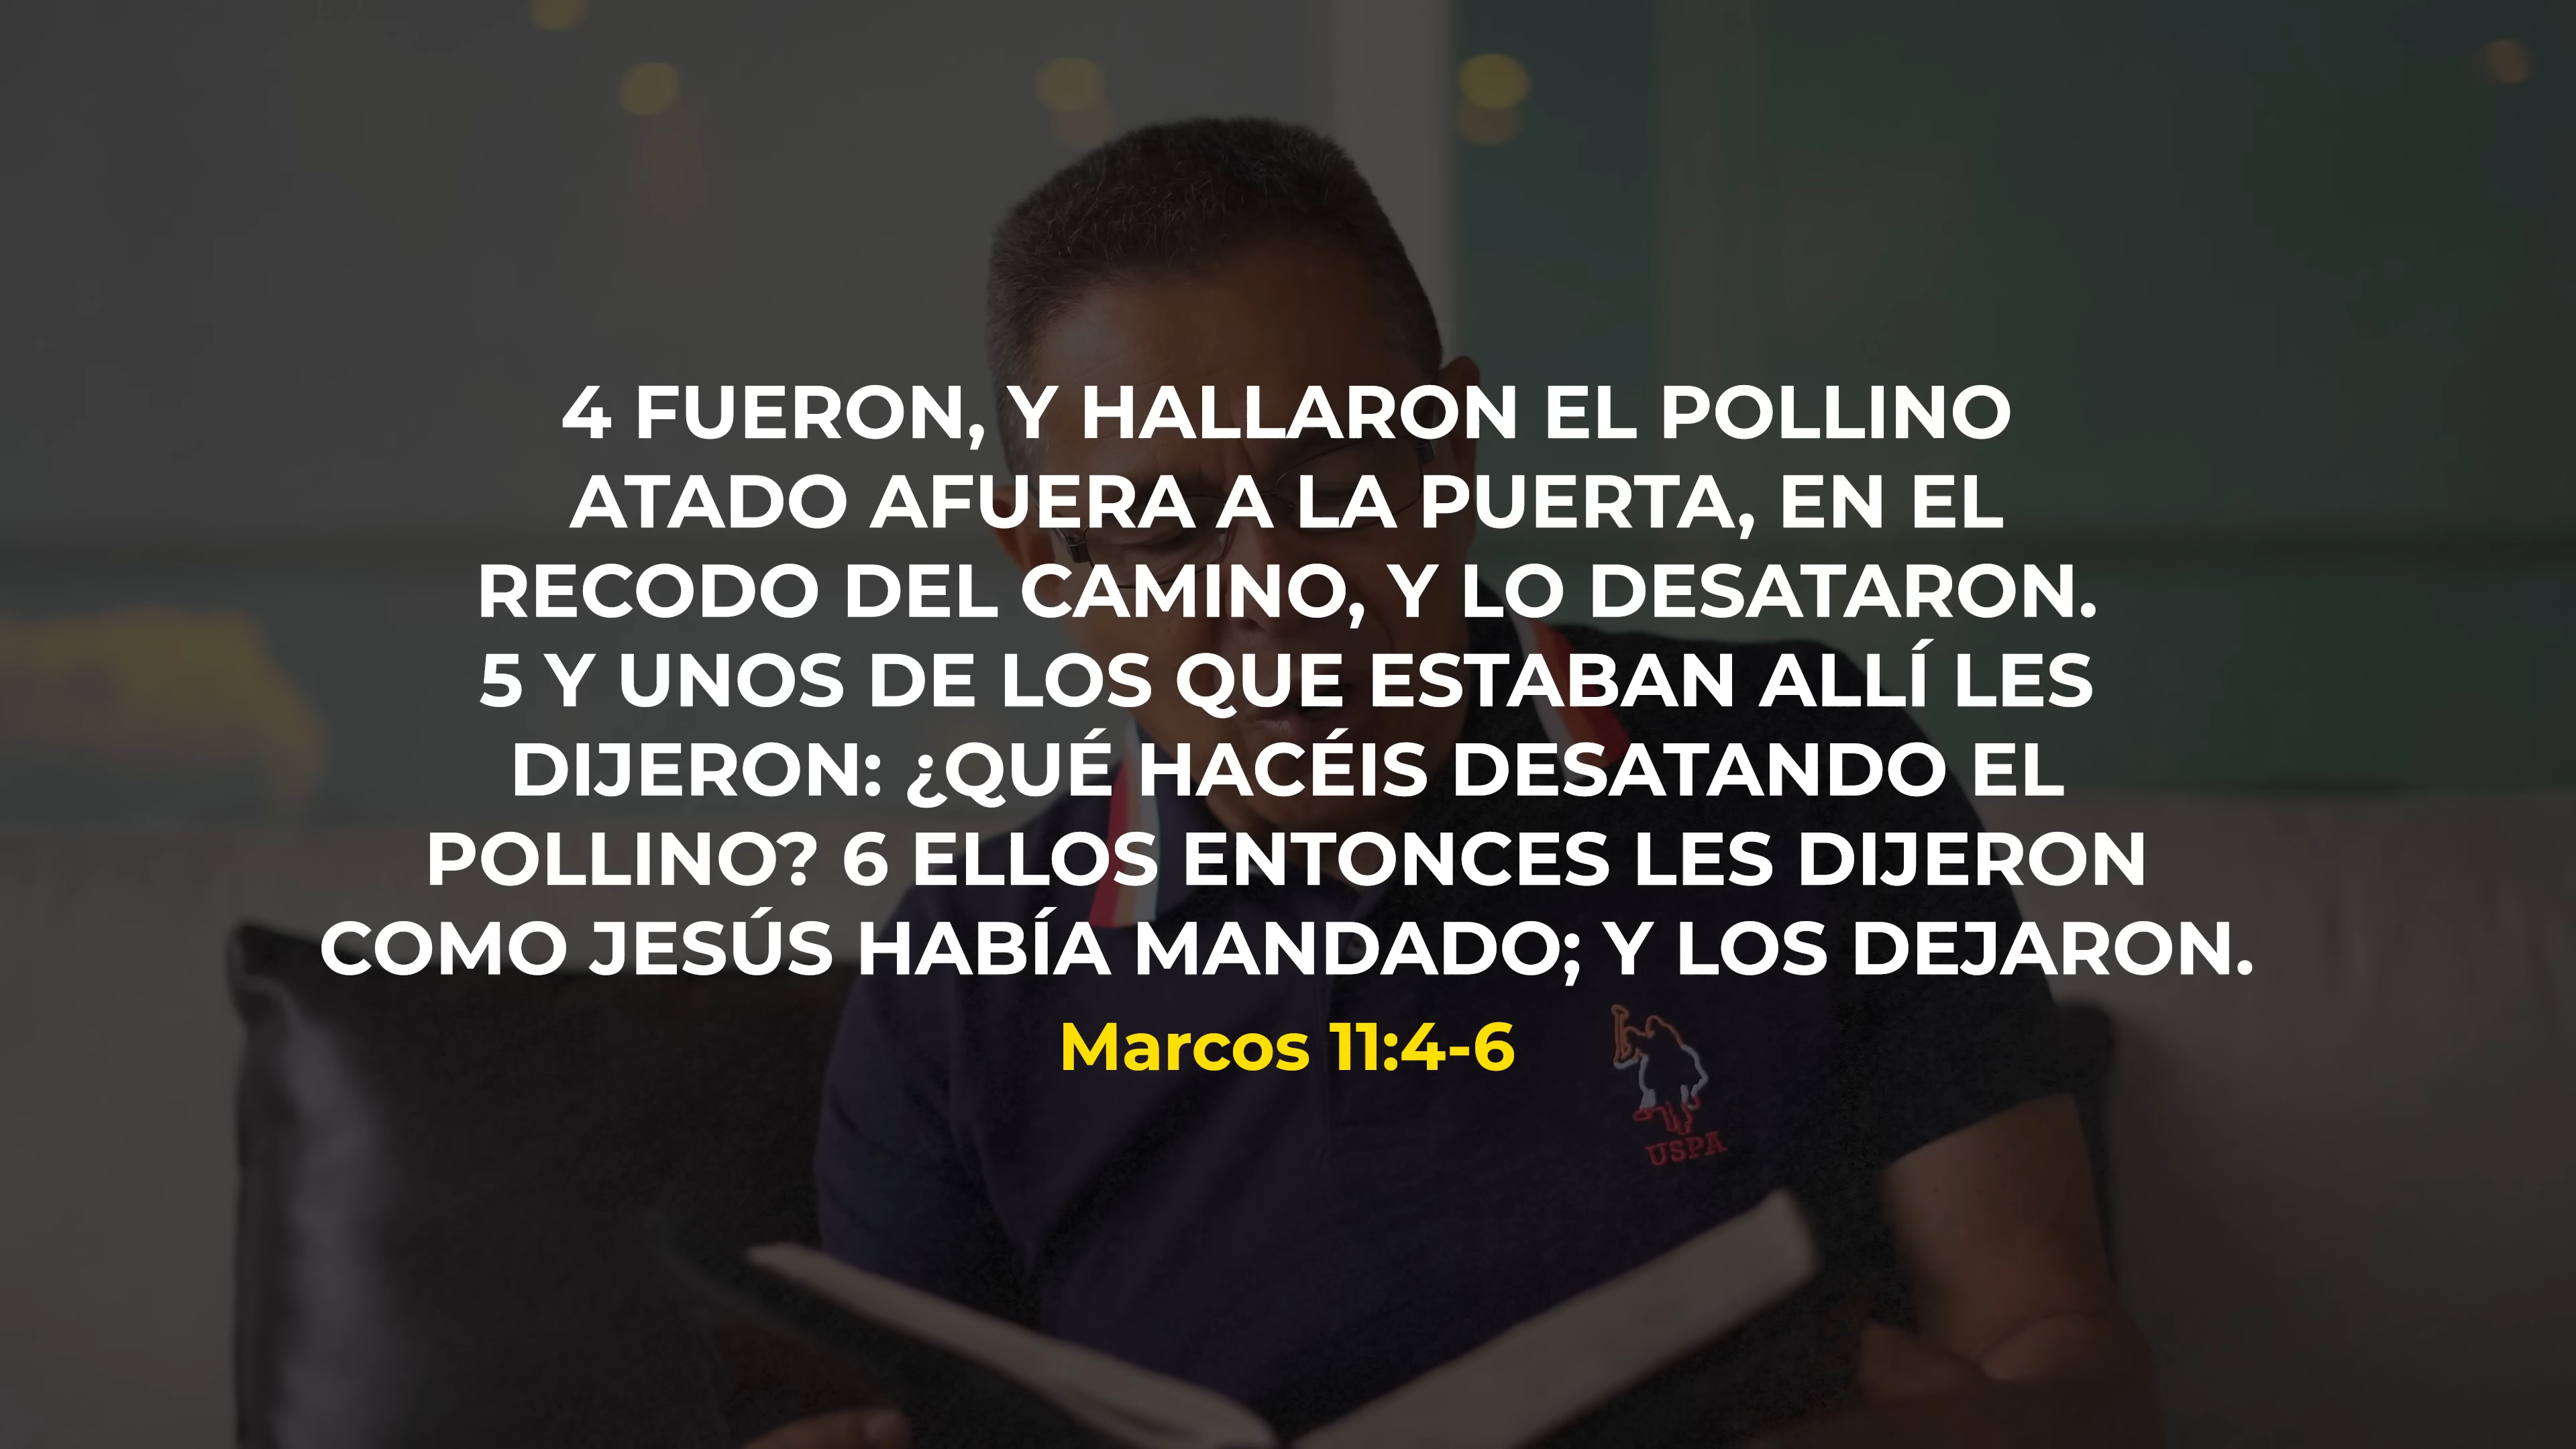 4 FUERON, Y HALLARON EL POLLINO
ATADO AFUERA A LA PUERTA, EN EL
RECODO DEL CAMINO, Y LO DESATARON.
5 Y UNOS DE LOS QUE ESTABAN ALLÍ LES
DIJERON: ¿QUÉ HACÉIS DESATANDO EL
POLLINO? 6 ELLOS ENTONCES LES DIJERON
COMO JESÚS HABÍA MANDADO; Y LOS DEJARON.
Marcos 11:4-6
USPA